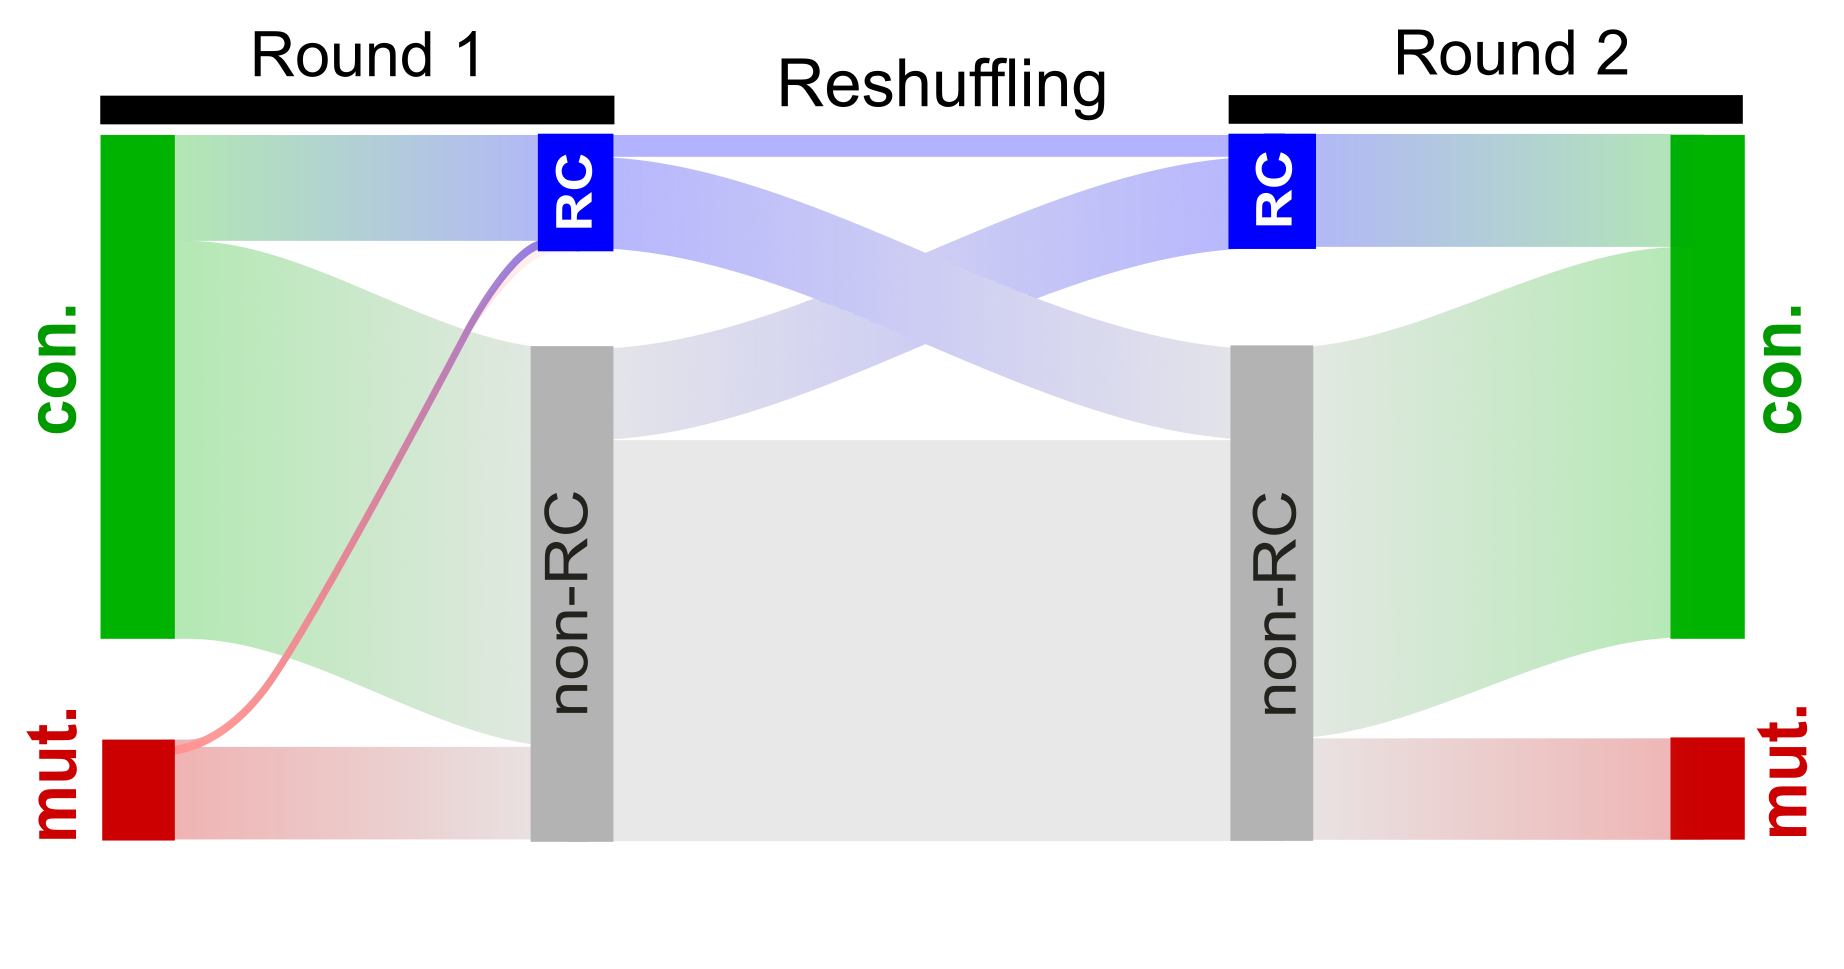 Round 1
Reshuffling
Round 2
con.
RC
RC
con.
non-RC
non-RC
mut.
mut.